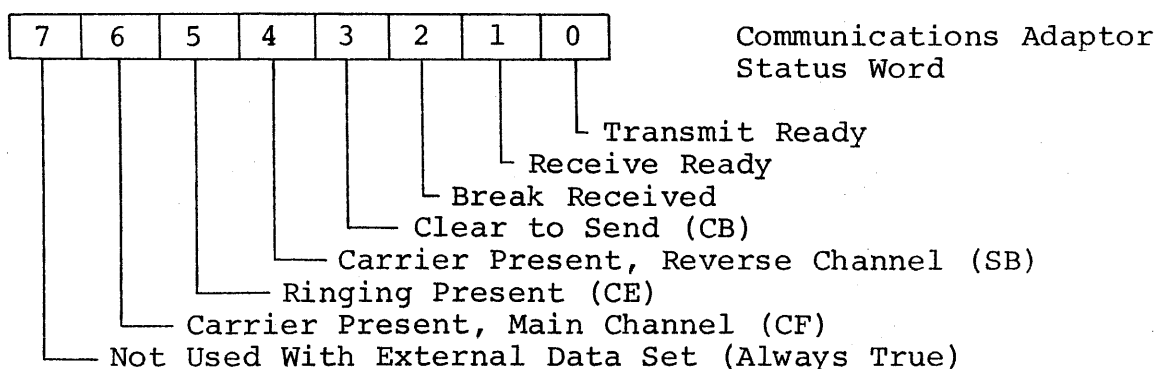 7 6 5 4 3 2 1 0
Communications Adaptor
Status Word
Transmit Ready
Receive Ready
Break Received
Clear to Send (CB)
Carrier Present, Reverse Channel (SB)
Ringing Present (CE)
Carrier Present, Main Channel (CF)
Not Used With External Data Set (Always True)